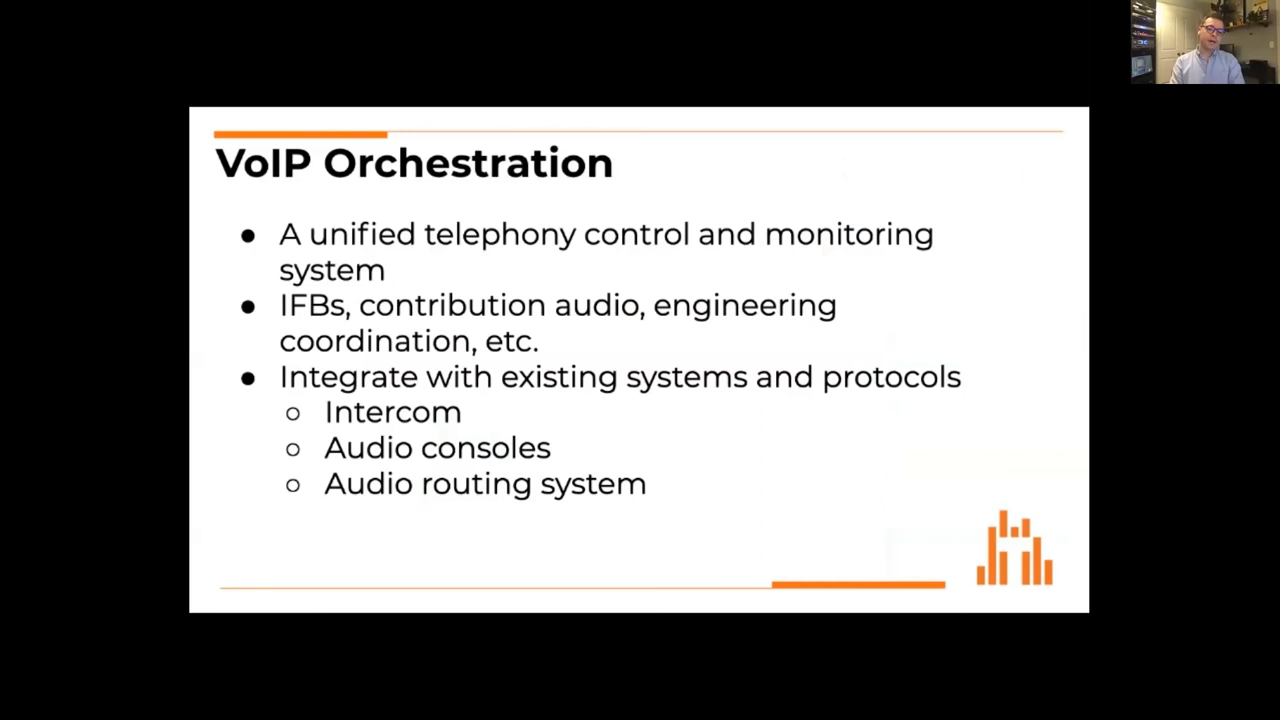 VoIP Orchestration
● A unified telephony control and monitoring
system
● IFBs, contribution audio, engineering
coordination, etc.
● Integrate with existing systems and protocols
○ Intercom
○ Audio consoles
○ Audio routing system